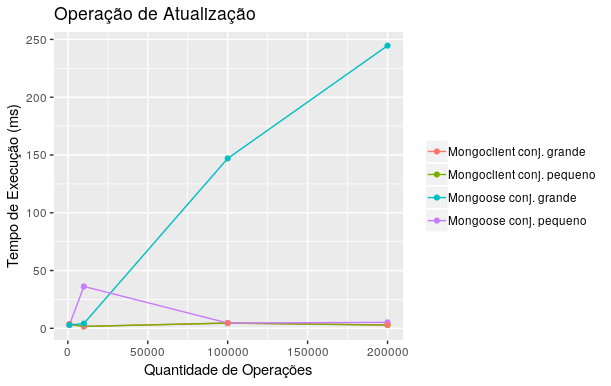 Operação de Atualização
Tempo de Execução (ms)
250
200
150
100
50
0
0
50000
100000
150000
200000
Quantidade de Operações
Mongoclient conj. grande
Mongoclient conj. pequeno
Mongoose conj. grande
Mongoose conj. pequeno